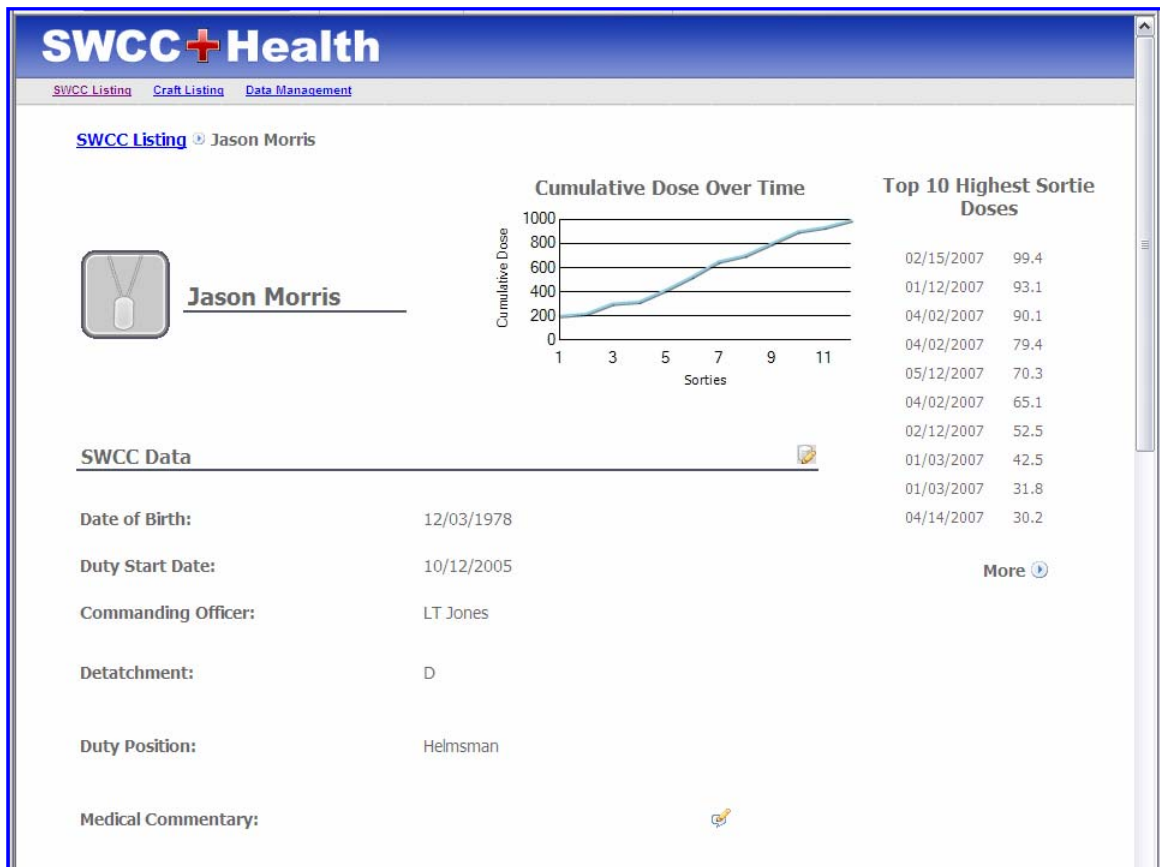 SWCC+Health
SWCC Listing Craft Listing Data Management
SWCC Listing Jason Morris
Jason Morris
Cumulative Dose Over Time
Cumulative Dose
1000
800
600
400
200
0
1 3 5 7 9 11
Sorties
Top 10 Highest Sortie
Doses
02/15/2007 99.4
01/12/2007 93.1
04/02/2007 90.1
04/02/2007 79.4
05/12/2007 70.3
04/02/2007 65.1
02/12/2007 52.5
01/03/2007 42.5
01/03/2007 31.8
04/14/2007 30.2
More
SWCC Data
Date of Birth: 12/03/1978
Duty Start Date: 10/12/2005
Commanding Officer: LT Jones
Detatchment: D
Duty Position: Helmsman
Medical Commentary: